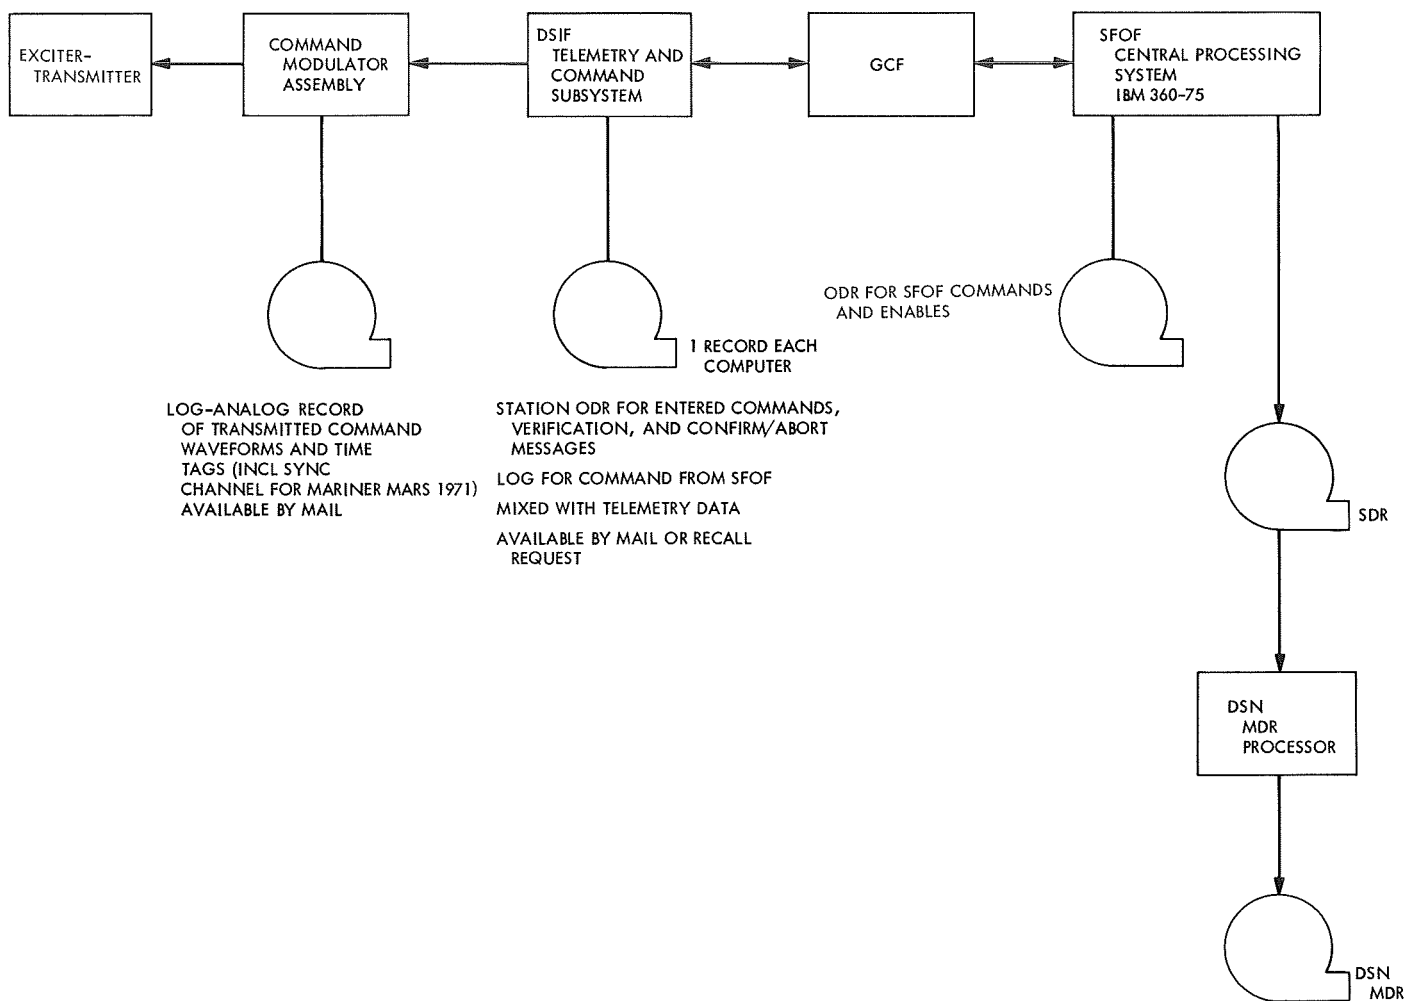 EXCITER-
TRANSMITTER
COMMAND
MODULATOR
ASSEMBLY
DSIF
TELEMETRY AND
COMMAND
SUBSYSTEM
GCF
SFOF
CENTRAL PROCESSING
SYSTEM
IBM 360-75
ODR FOR SFOF COMMANDS
AND ENABLES
1 RECORD EACH
COMPUTER
LOG-ANALOG RECORD
OF TRANSMITTED COMMAND
WAVEFORMS AND TIME
TAGS (INCL SYNC
CHANNEL FOR MARINER MARS 1971)
AVAILABLE BY MAIL
STATION ODR FOR ENTERED COMMANDS,
VERIFICATION, AND CONFIRM/ABORT
MESSAGES
LOG FOR COMMAND FROM SFOF
MIXED WITH TELEMETRY DATA
AVAILABLE BY MAIL OR RECALL
REQUEST
SDR
DSN
MDR
PROCESSOR
DSN
MDR